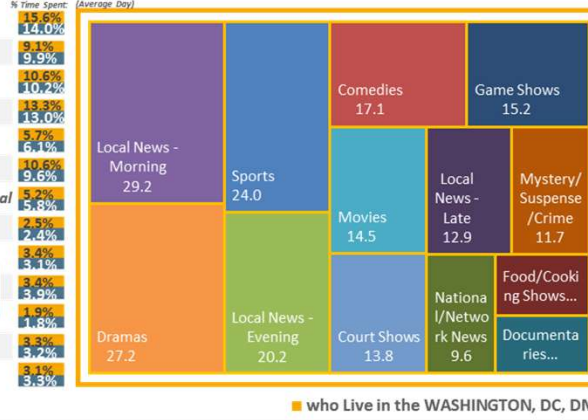 % Time Spent: (Average Day)
15.6%
14.0%
9.1%
9.9%
10.6%
10.2%
13.3%
13.0%
5.7%
6.1%
10.6%
9.6%
al
5.2%
5.8%
2.5%
2.4%
3.4%
3.1%
3.4%
3.9%
1.9%
1.8%
3.3%
3.2%
3.1%
3.3%
Local News -
Morning
29.2
Dramas
27.2
Sports
24.0
Local News -
Evening
20.2
Comedies
17.1
Game Shows
15.2
Movies
14.5
Local
News -
Late
12.9
Mystery/
Suspense
/Crime
11.7
Court Shows
13.8
Nationa
l/Netwo
rk News
9.6
Food/Cooki
ng Shows...
Documenta
ries...
who Live in the WASHINGTON, DC, DM